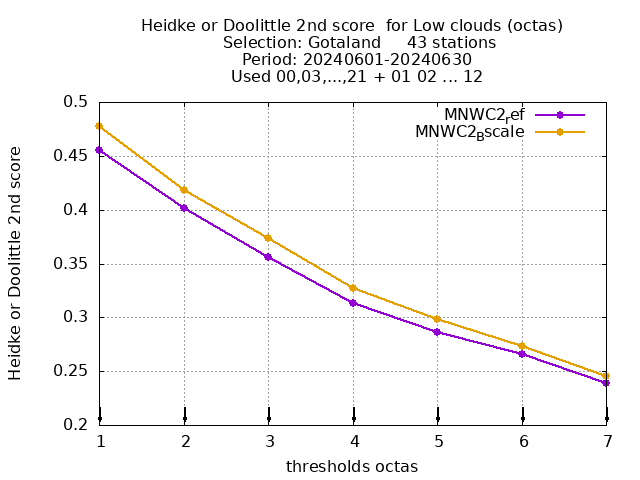 Heidke or Doolittle 2nd score  for Low clouds (octas)
Selection: Gotaland     43 stations
Period: 20240601-20240630
Used 00,03,...,21 + 01 02 ... 12
MNWC2ref
MNWC2Bscale
0.5
0.45
0.4
0.35
0.3
0.25
0.2
Heidke or Doolittle 2nd score
1 2 3 4 5 6 7
thresholds octas